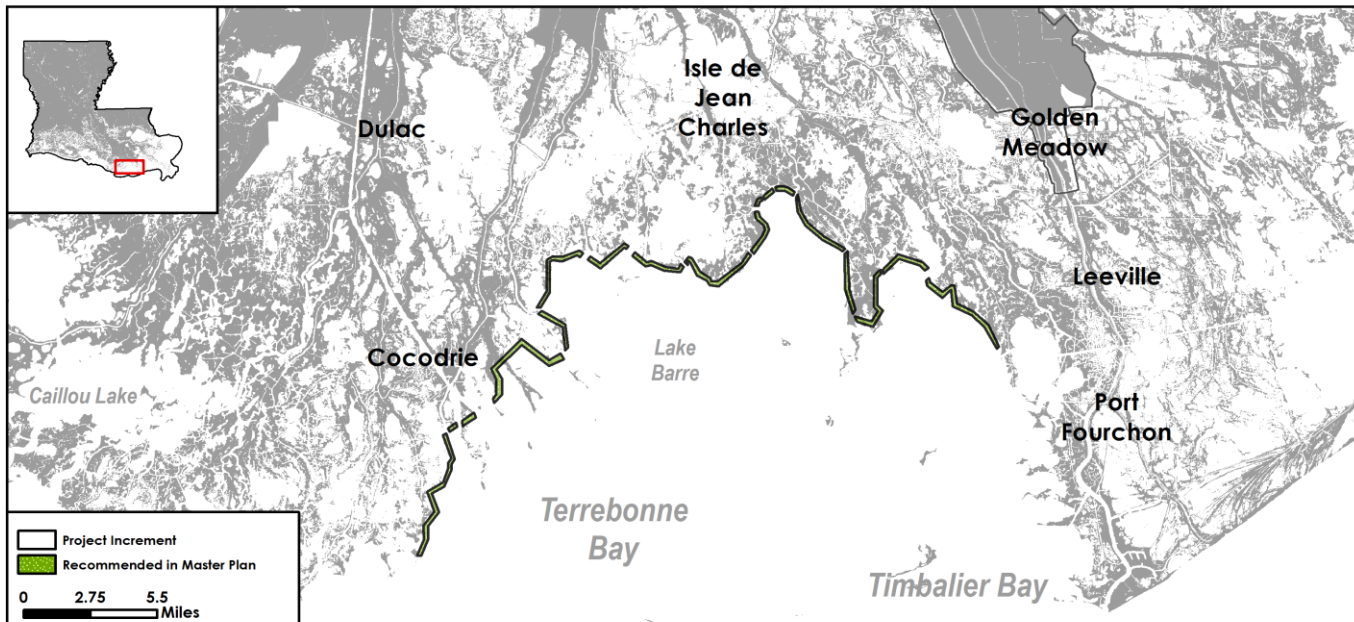 Isle de
Jean
Charles
Dulac
Golden
Meadow
Leeville
Cocodrie
Lake
Barre
Caillou Lake
Port
Fourchon
Terrebonne
Bay
Timbalier Bay
Project Increment
Recommended in Master Plan
0 2.75 5.5
Miles